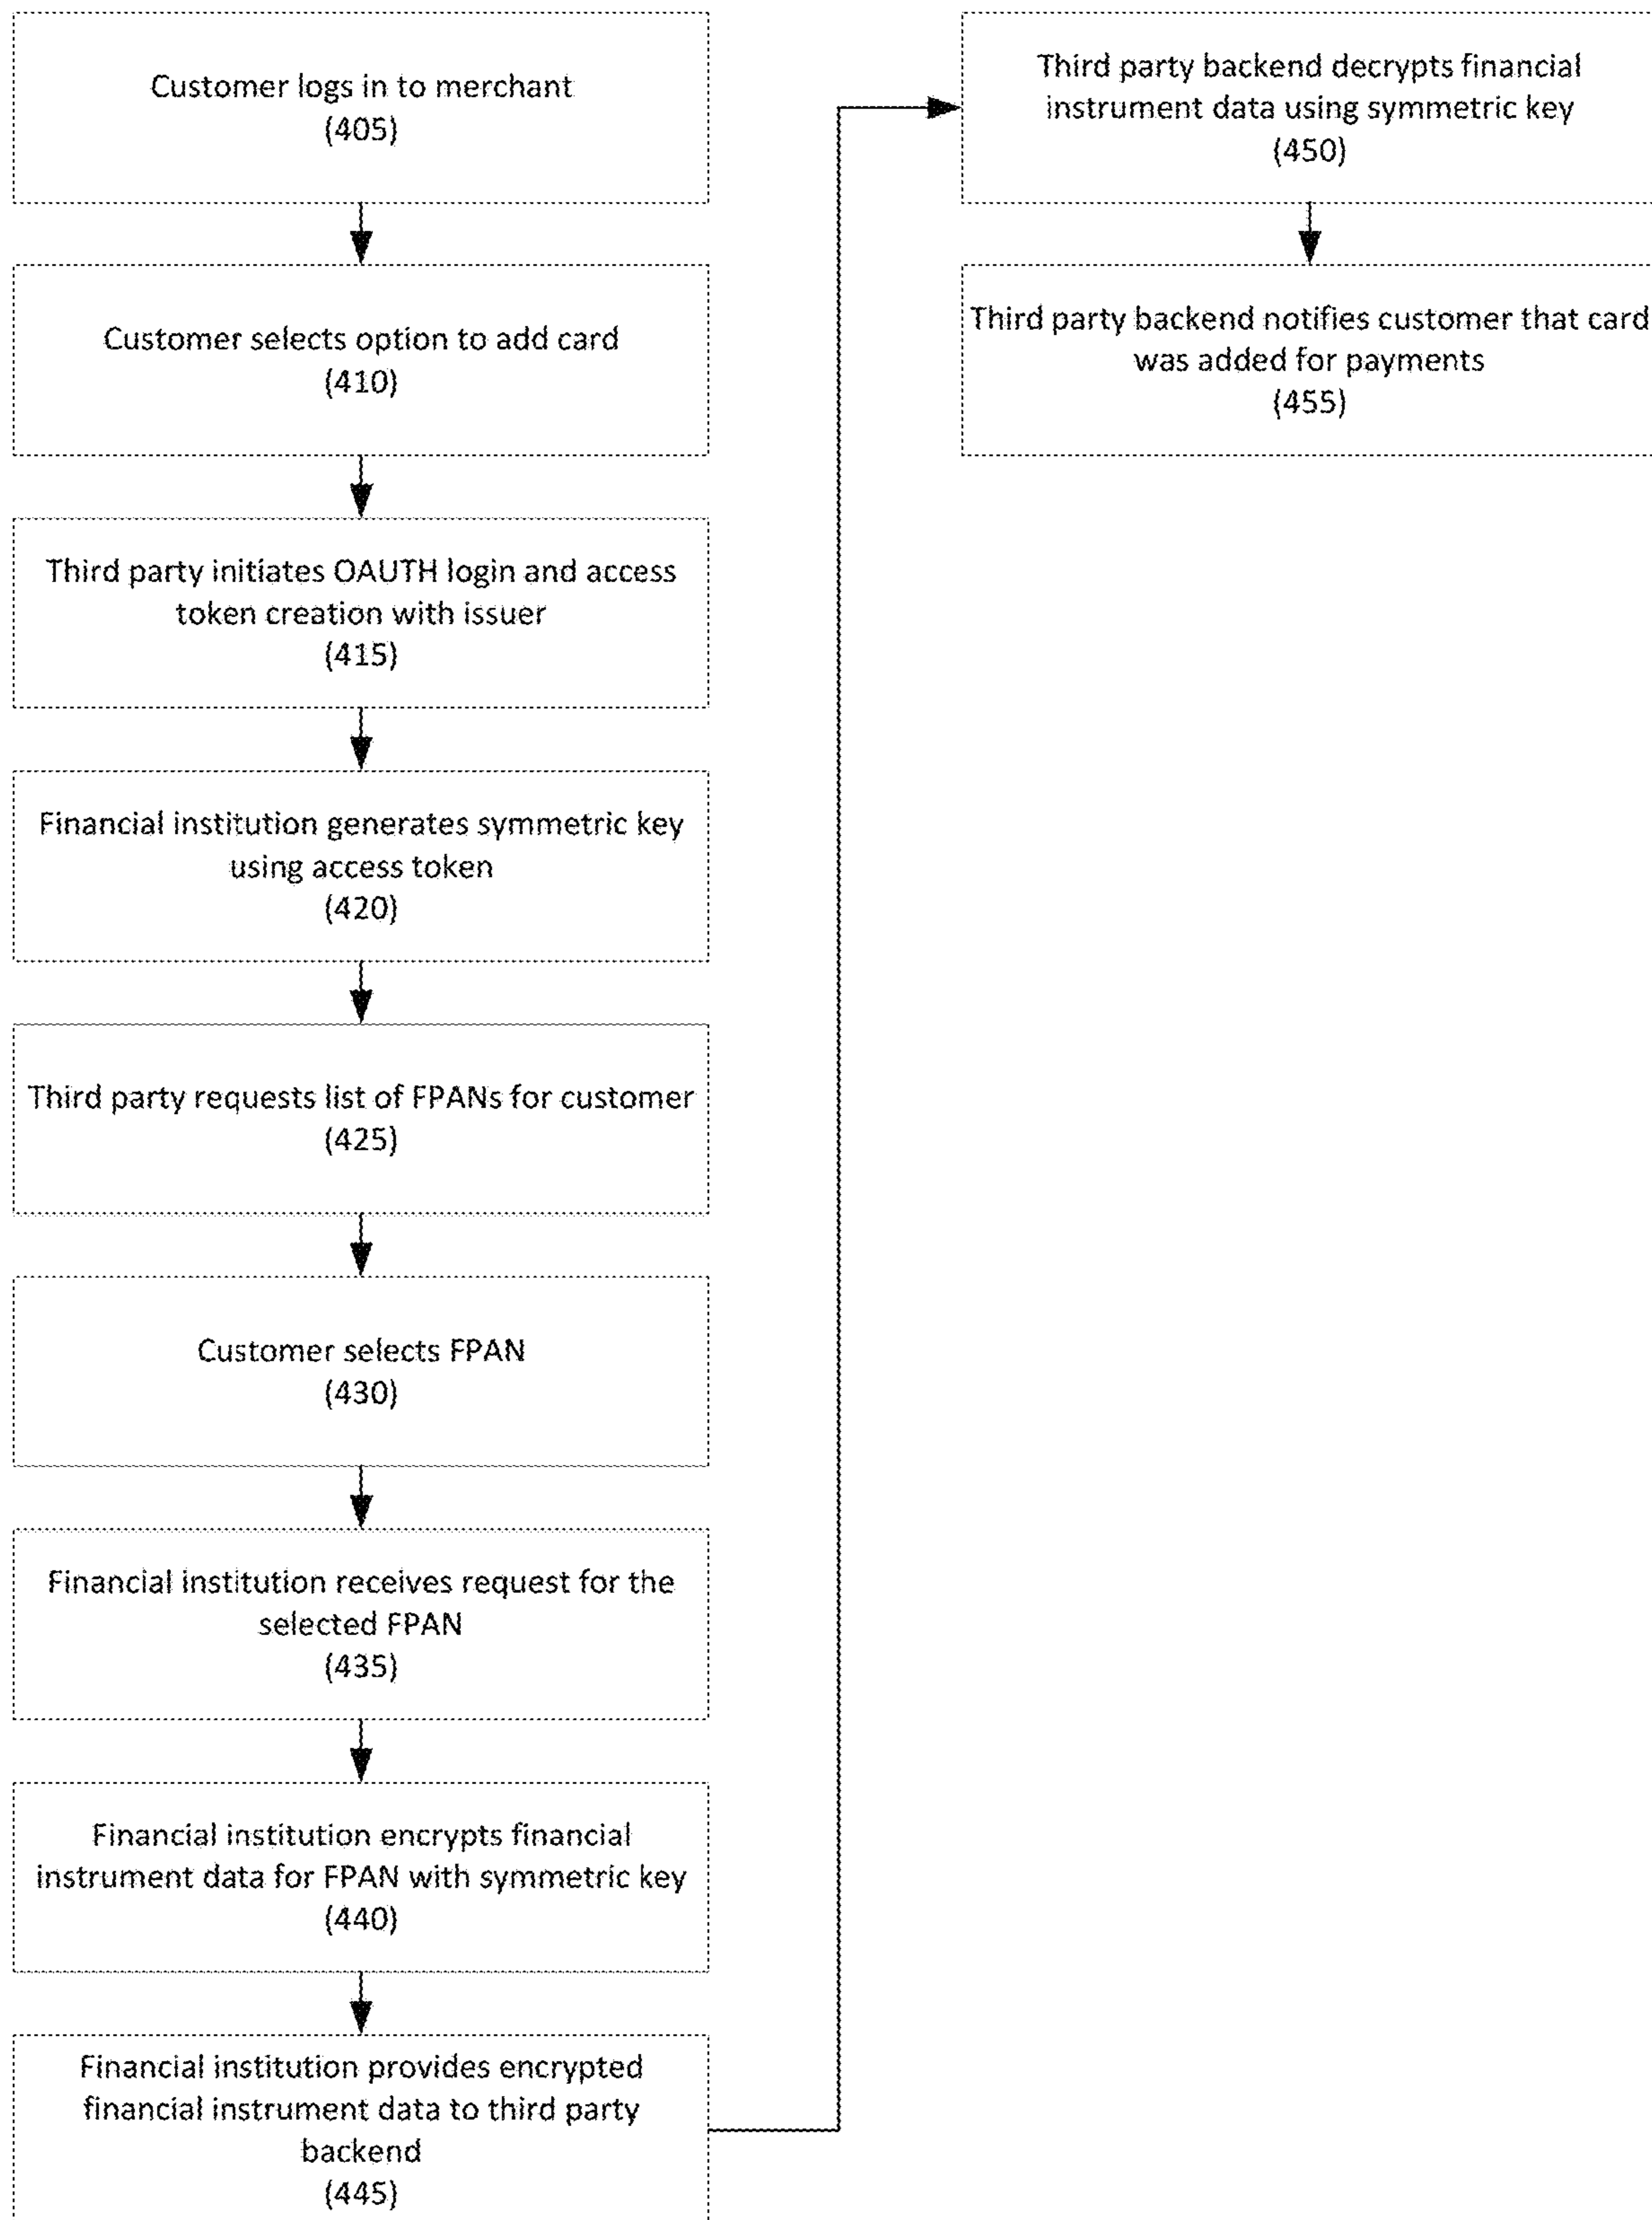 Customer logs in to merchant
(405)
Customer selects option to add card
(410)
Third party initiates OAUTH login and access
token creation with issuer
(415)
Financial institution generates symmetric key
using access token
(420)
Third party requests list of FPANs for customer
(425)
Customer selects FPAN
(430)
Financial institution receives request for the
selected FPAN
(435)
Financial institution encrypts financial
instrument data for FPAN with symmetric key
(440)
Financial institution provides encrypted
financial instrument data to third party
backend
(445)
Third party backend decrypts financial
instrument data using symmetric key
(450)
Third party backend notifies customer that card
was added for payments
(455)